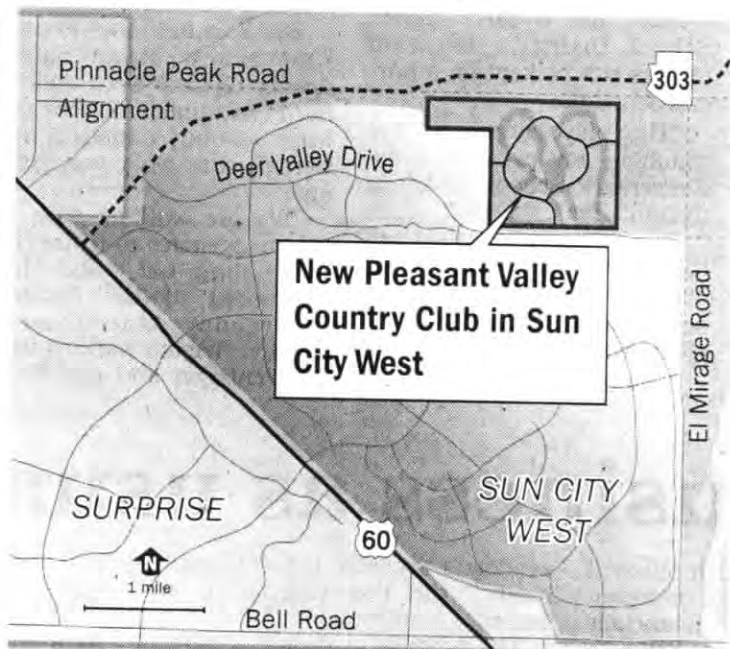 Pinnacle Peak Road
Alignment
303
Deer Valley Drive
New Pleasant Valley
Country Club in Sun
City West
El Mirage Road
SURPRISE
SUN CITY
WEST
60
N
1 mile
Bell Road